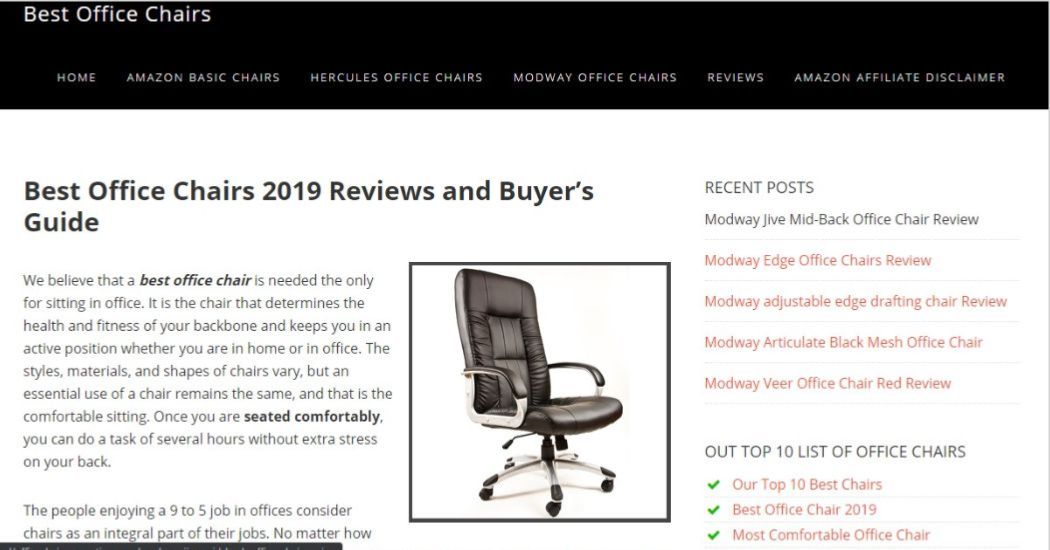 Best Office Chairs
HOME AMAZON BASIC CHAIRS HERCULES OFFICE CHAIRS MODWAY OFFICE CHAIRS REVIEWS AMAZON AFFILIATE DISCLAIMER
Best Office Chairs 2019 Reviews and Buyer’s
Guide
We believe that a best office chair is needed the only
for sitting in office. It is the chair that determines the
health and fitness of your backbone and keeps you in an
active position whether you are in home or in office. The
styles, materials, and shapes of chairs vary, but an
essential use of a chair remains the same, and that is the
comfortable sitting. Once you are seated comfortably,
you can do a task of several hours without extra stress
on your back.
The people enjoying a 9 to 5 job in offices consider
chairs as an integral part of their jobs. No matter how
RECENT POSTS
Modway Jive Mid-Back Office Chair Review
Modway Edge Office Chairs Review
Modway adjustable edge drafting chair Review
Modway Articulate Black Mesh Office Chair
Modway Veer Office Chair Red Review
OUT TOP 10 LIST OF OFFICE CHAIRS
Our Top 10 Best Chairs
Best Office Chair 2019
Most Comfortable Office Chair